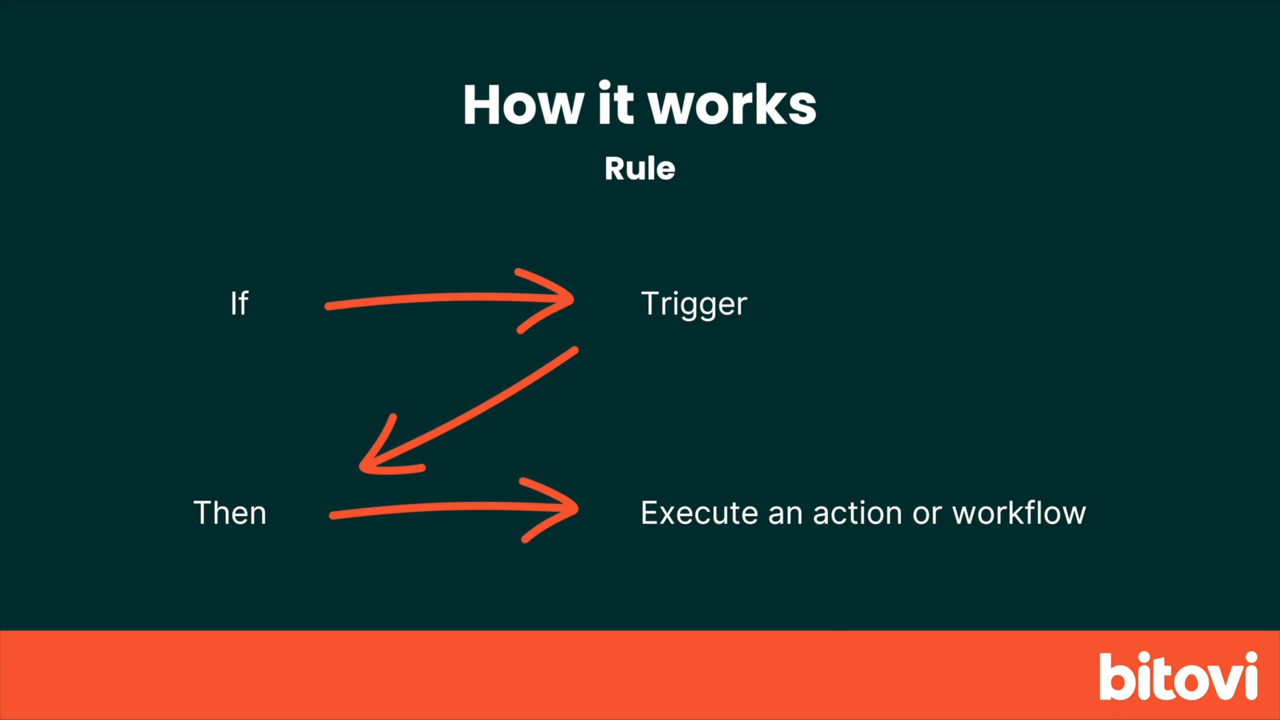 How it works
Rule
If
Trigger
Then
Execute an action or workflow
bitovi